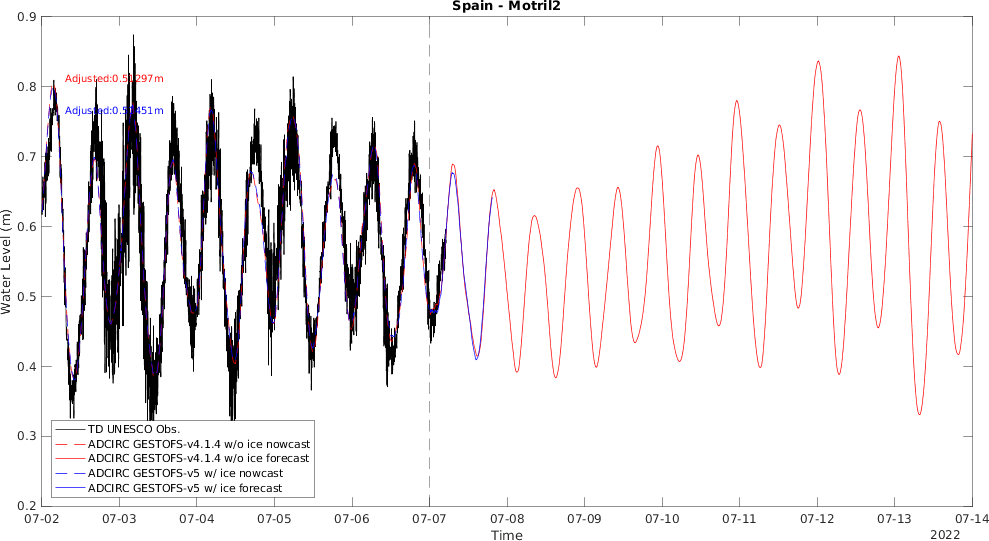 Spain - Motril2
Water Level (m)
0.9
0.8
0.7
0.6
0.5
0.4
0.3
0.2
Adjusted:0.51297m
Adjusted:0.51451m
TD UNESCO Obs.
ADCIRC GESTOFS-v4.1.4 w/o ice nowcast
ADCIRC GESTOFS-v4.1.4 w/o ice forecast
ADCIRC GESTOFS-v5 w/ ice nowcast
ADCIRC GESTOFS-v5 w/ ice forecast
07-02 07-03 07-04 07-05 07-06 07-07 07-08 07-09 07-10 07-11 07-12 07-13 07-14
Time
2022